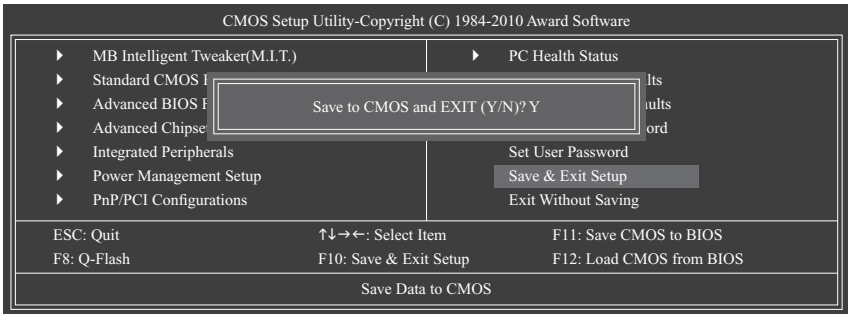 CMOS Setup Utility-Copyright (C) 1984-2010 Award Software
MB Intelligent Tweaker(M.I.T.)
Standard CMOS
Advanced BIOS
Advanced Chipse
Integrated Peripherals
Power Management Setup
PnP/PCI Configurations
PC Health Status
lts
ults
ord
Set User Password
Save & Exit Setup
Exit Without Saving
Save to CMOS and EXIT (Y/N)? Y
ESC: Quit
↑↓→←: Select Item
F11: Save CMOS to BIOS
F8: Q-Flash
F10: Save & Exit Setup
F12: Load CMOS from BIOS
Save Data to CMOS